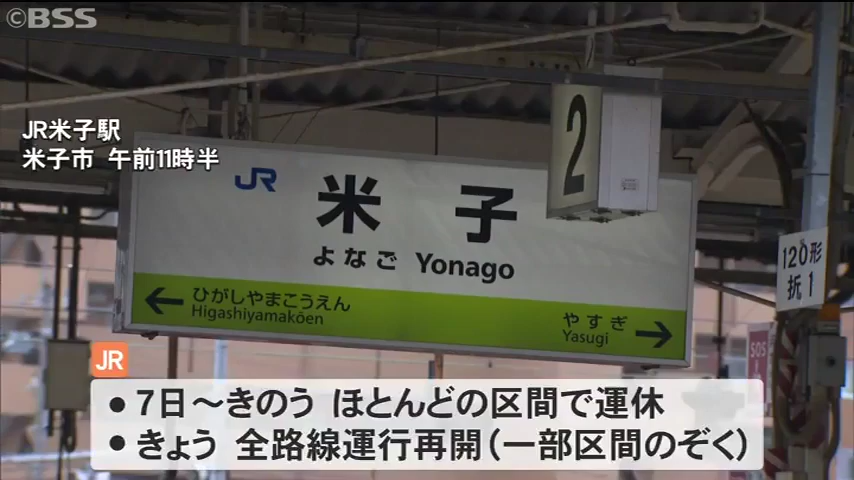 ©BSS
JR米子駅
米子市 午前11時半
JR
米子
2
よなご Yonago
120形
折1
← ひがしやまこうえん
Higashiyamakōen
やすぎ →
Yasugi
SOS
JR
●7日～きのう ほとんどの区間で運休
●きょう 全路線運行再開(一部区間のぞく)